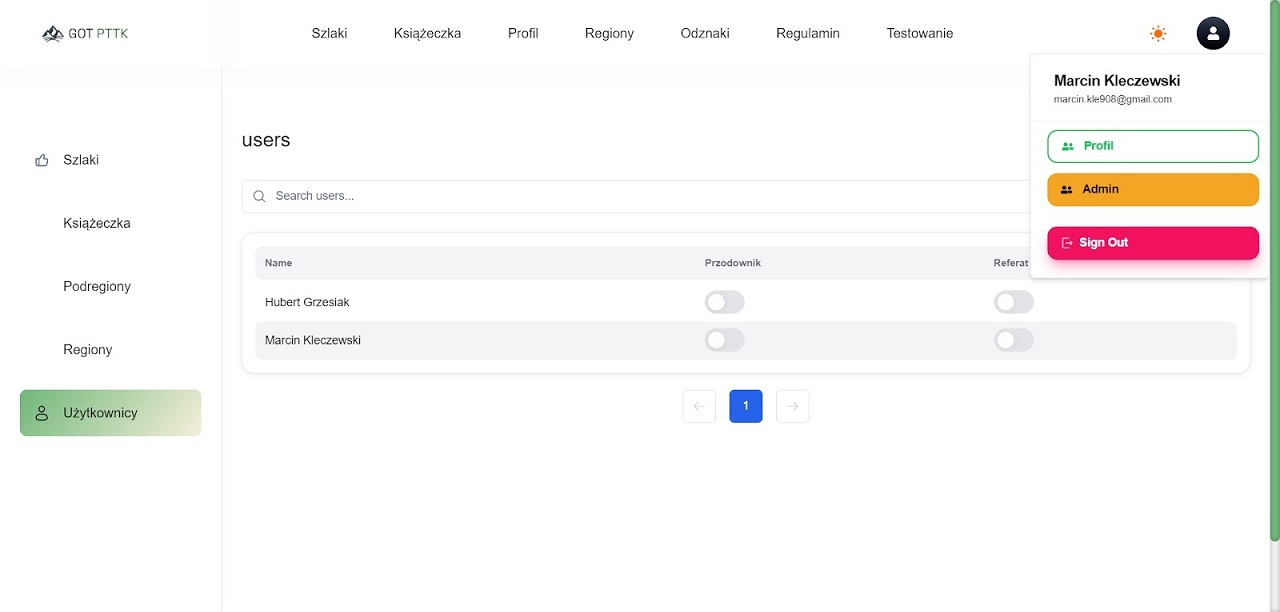 GOT PTTK
Szlaki Książeczka Profil Regiony Odznaki Regulamin Testowanie
Marcin Kleczewski
marcin.kle908@gmail.com
Profil
Admin
Sign Out
Szlaki
Książeczka
Podregiony
Regiony
Użytkownicy
users
Search users...
Name Przodownik Referat
Hubert Grzesiak
Marcin Kleczewski
1